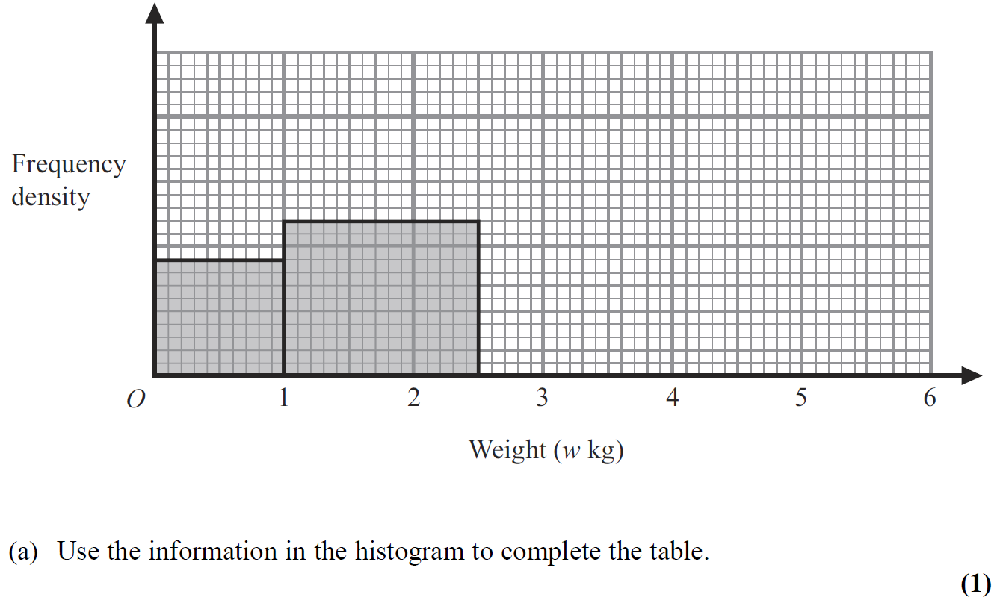 Frequency
density
O 1 2 3 4 5 6
Weight (w kg)
(a) Use the information in the histogram to complete the table.
(1)